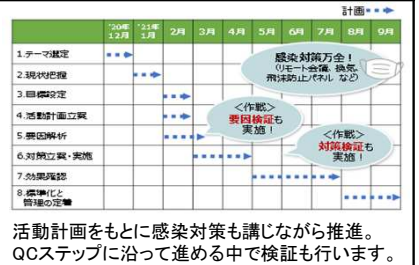 計画
'20年 12月
'21年 1月
2月
3月
4月
5月
6月
7月
8月
9月
1.テーマ選定
2.現状把握
3.目標設定
4.活動計画立案
5.要因解析
6.対策立案・実施
7.効果確認
8.標準化と
管理の定着
感染対策万全！
(リモート会議、換気、
飛沫防止パネル など)
＜作戦＞
要因検証も
実施！
＜作戦＞
対策検証も
実施！
活動計画をもとに感染対策も講じながら推進。
QCステップに沿って進める中で検証も行います。